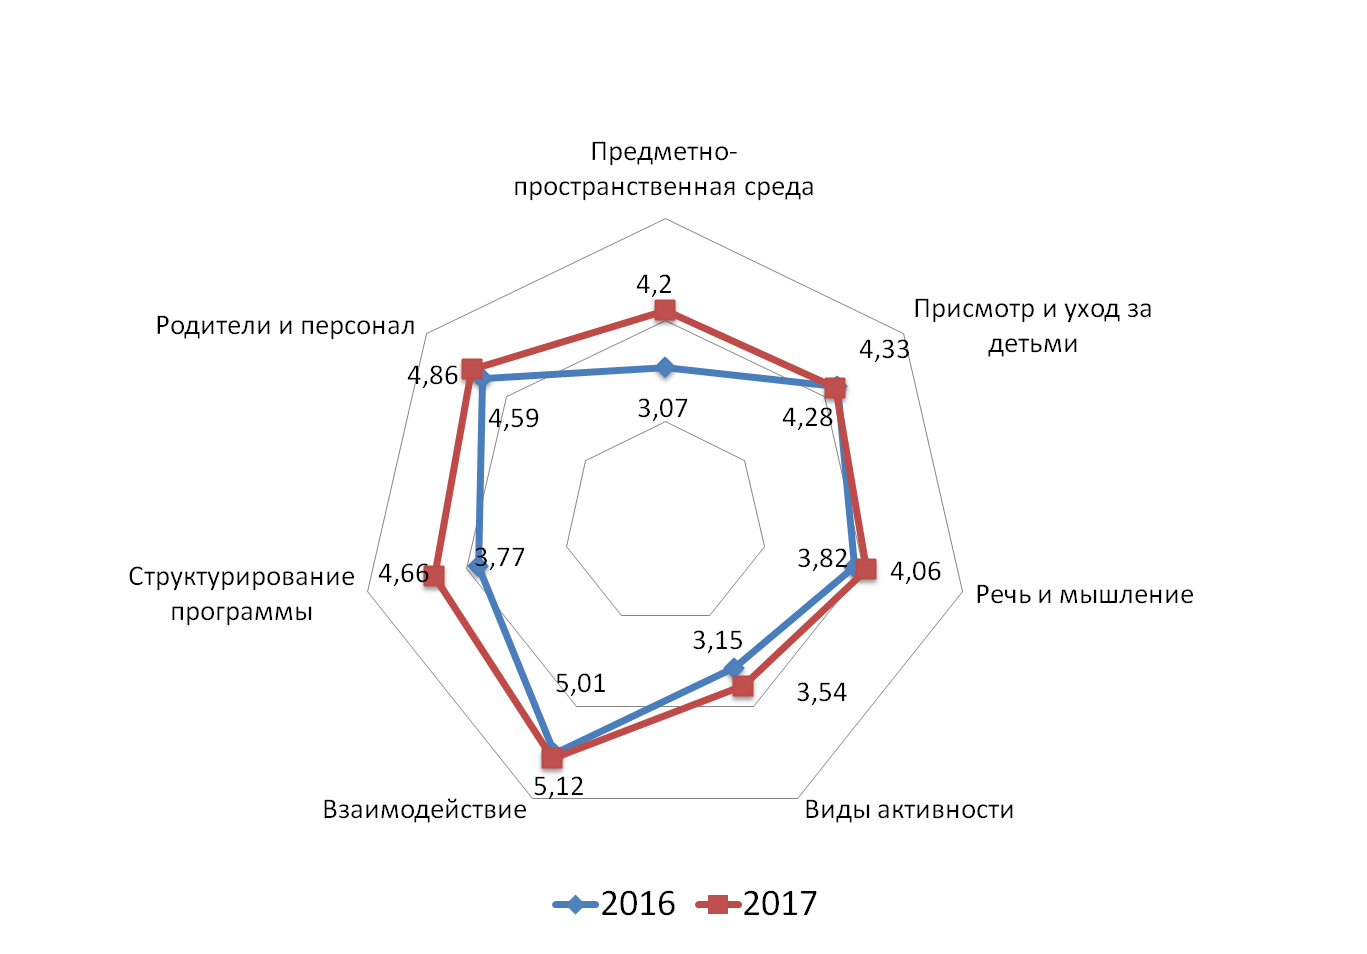 Предметно-
пространственная среда
4,2
Присмотр и уход за
детьми
4,33
Родители и персонал
4,86
4,59
3,07
4,28
3,77
3,82
4,06
Структурирование
программы
4,66
Речь и мышление
3,15
5,01
3,54
5,12
Взаимодействие
Виды активности
2016
2017